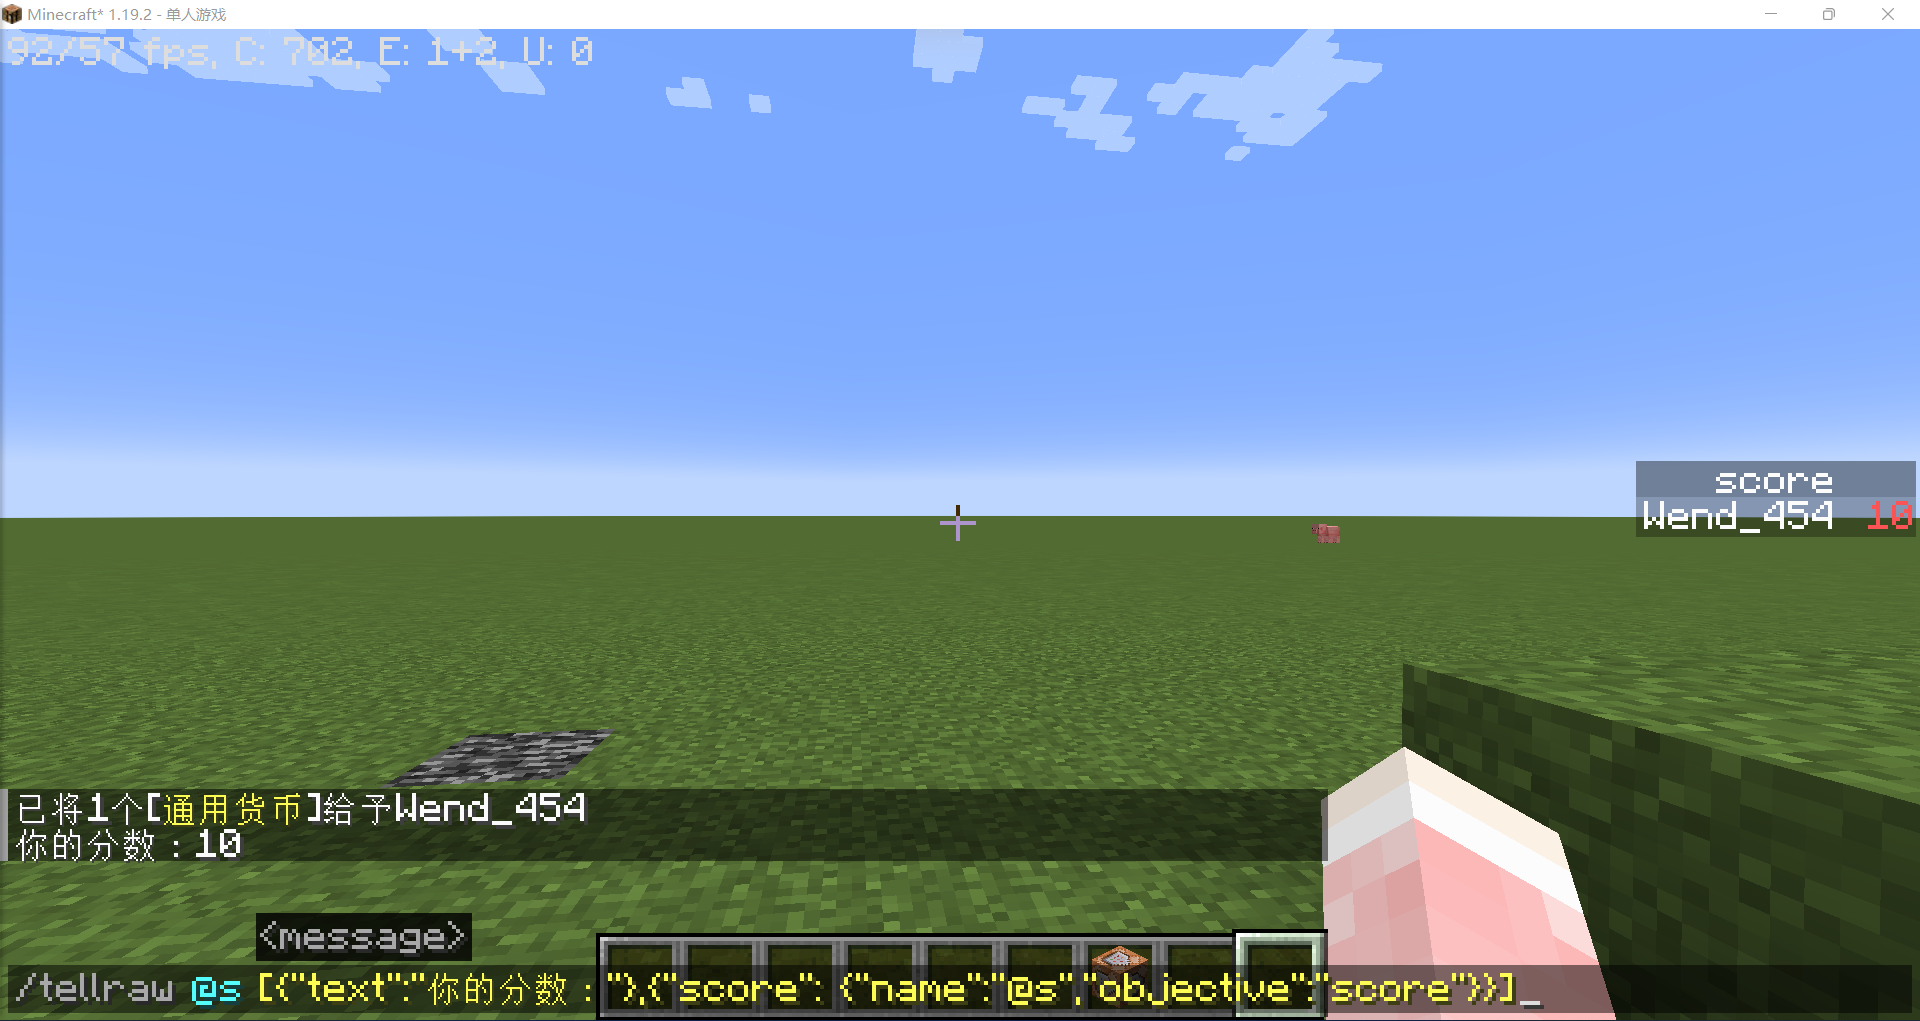 Minecraft* 1.19.2 - 单人游戏
92/57 fps, C: 702, E: 1+2, U: 0
score
Wend_454 10
已将1个[通用货币]给予Wend_454
你的分数：10
<message>
/tellraw @s [{"text":"你的分数："},{"score": {"name":"@s","objective":"score"}}]_